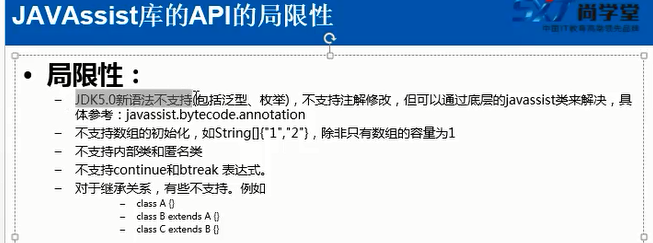 JAVAssist库的API的局限性
尚学堂
• 局限性：
– JDK5.0新语法不支持(包括泛型、枚举)，不支持注解修改，但可以通过底层的javassist类来解决，具
体参考：javassist.bytecode.annotation
– 不支持数组的初始化，如String[]{"1","2"}，除非只有数组的容量为1
– 不支持内部类和匿名类
– 不支持continue和btreak 表达式。
– 对于继承关系，有些不支持。例如
– class A {}
– class B extends A {}
– class C extends B {}